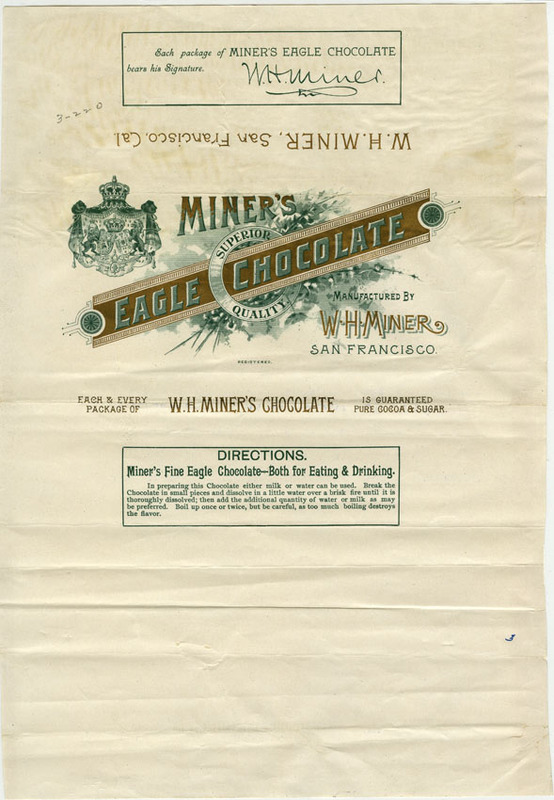 Each package of MINER'S EAGLE CHOCOLATE
bears his Signature.
W.H.Miner.
3-220
W.H.MINER, San Francisco, Cal
MINER'S
SUPERIOR
EAGLE CHOCOLATE
QUALITY
MANUFACTURED BY
W.H.MINER
SAN FRANCISCO.
REGISTERED.
EACH & EVERY
PACKAGE OF
W.H. MINER'S CHOCOLATE
IS GUARANTEED
PURE COCOA & SUGAR.
DIRECTIONS.
Miner's Fine Eagle Chocolate—Both for Eating & Drinking.
In preparing this Chocolate either milk or water can be used. Break the
Chocolate in small pieces and dissolve in a little water over a brisk fire until it is
thoroughly dissolved; then add the additional quantity of water or milk as may
be preferred. Boil up once or twice, but be careful, as too much boiling destroys
the flavor.